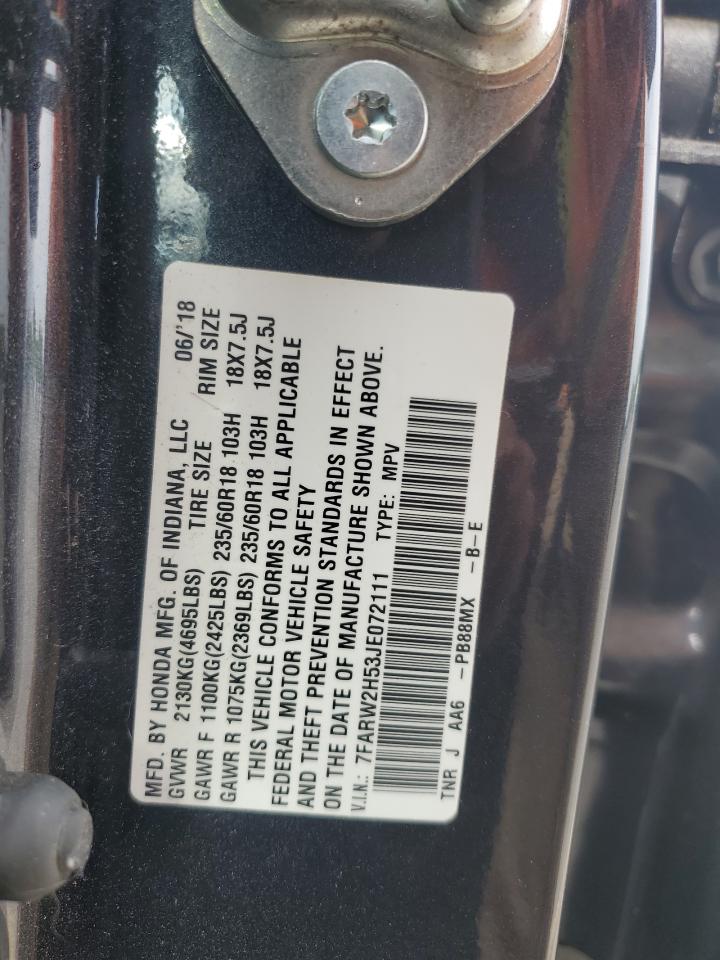 MFD. BY HONDA MFG. OF INDIANA, LLC 06/'18
GVWR 2130KG(4695LBS) TIRE SIZE RIM SIZE
GAWR F 1100KG(2425LBS) 235/60R18 103H 18X7.5J
GAWR R 1075KG(2369LBS) 235/60R18 103H 18X7.5J
THIS VEHICLE CONFORMS TO ALL APPLICABLE
FEDERAL MOTOR VEHICLE SAFETY
AND THEFT PREVENTION STANDARDS IN EFFECT
ON THE DATE OF MANUFACTURE SHOWN ABOVE.
V.I.N.: 7FARW2H53JE072111 TYPE: MPV
TNR J AA6 -PB88MX -B-E